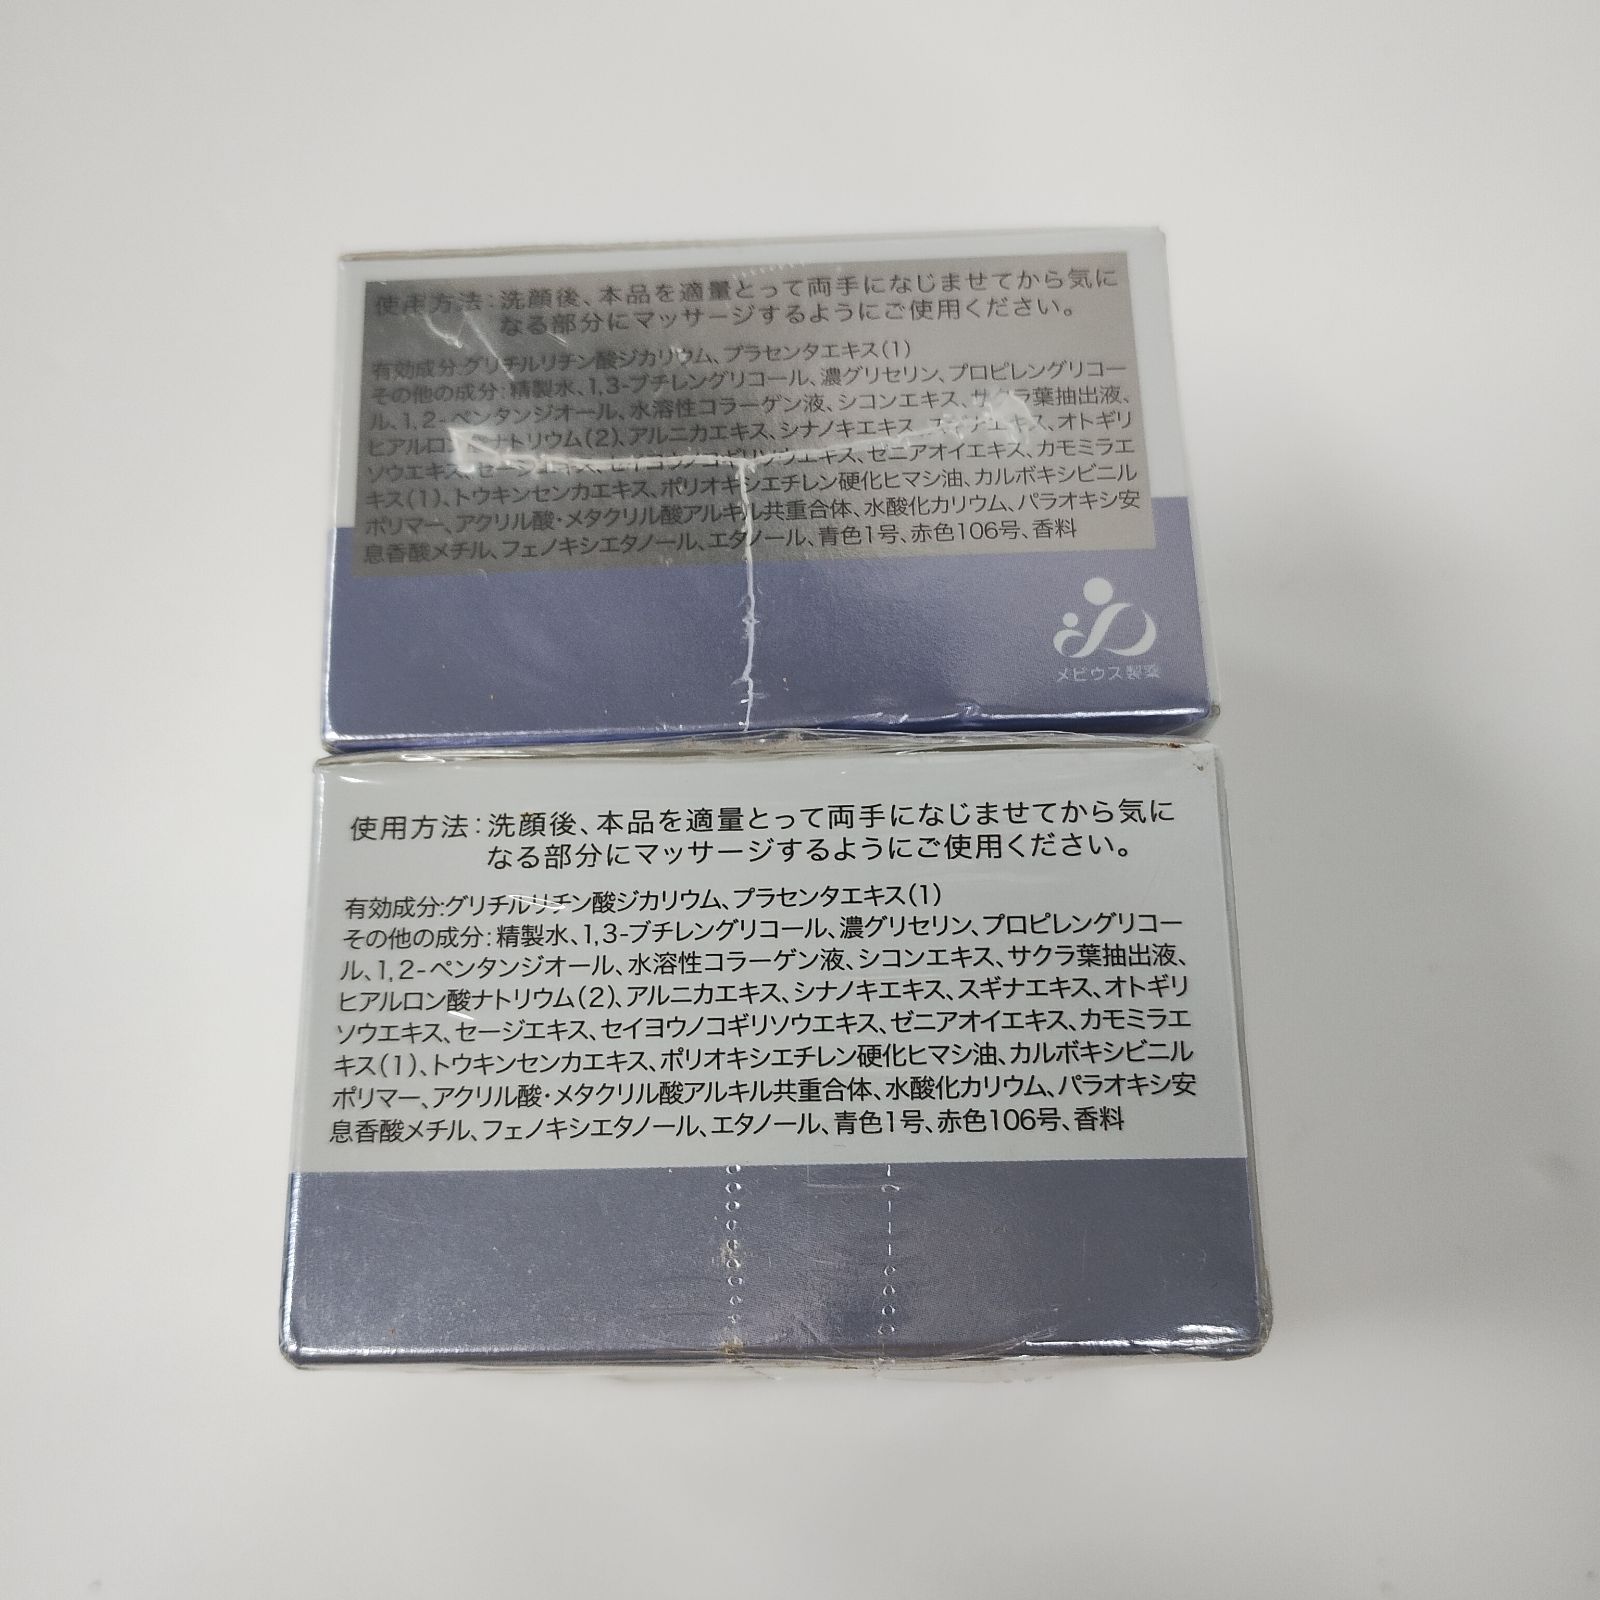 使用方法：洗顔後、本品を適量とって両手になじませてから気に
なる部分にマッサージするようにご使用ください。
有効成分:グリチルリチン酸ジカリウム、プラセンタエキス(1)
その他の成分：精製水、1,3-ブチレングリコール、濃グリセリン、プロピレングリコー
ル、1,2-ペンタンジオール、水溶性コラーゲン液、シコンエキス、サクラ葉抽出液、
ヒアルロン酸ナトリウム(2)、アルニカエキス、シナノキエキス、スギナエキス、オトギリ
ソウエキス、セージエキス、セイヨウノコギリソウエキス、ゼニアオイエキス、カモミラエ
キス(1)、トウキンセンカエキス、ポリオキシエチレン硬化ヒマシ油、カルボキシビニル
ポリマー、アクリル酸・メタクリル酸アルキル共重合体、水酸化カリウム、パラオキシ安
息香酸メチル、フェノキシエタノール、エタノール、青色1号、赤色106号、香料
メビウス製薬
使用方法：洗顔後、本品を適量とって両手になじませてから気に
なる部分にマッサージするようにご使用ください。
有効成分:グリチルリチン酸ジカリウム、プラセンタエキス(1)
その他の成分：精製水、1,3-ブチレングリコール、濃グリセリン、プロピレングリコー
ル、1,2-ペンタンジオール、水溶性コラーゲン液、シコンエキス、サクラ葉抽出液、
ヒアルロン酸ナトリウム(2)、アルニカエキス、シナノキエキス、スギナエキス、オトギリ
ソウエキス、セージエキス、セイヨウノコギリソウエキス、ゼニアオイエキス、カモミラエ
キス(1)、トウキンセンカエキス、ポリオキシエチレン硬化ヒマシ油、カルボキシビニル
ポリマー、アクリル酸・メタクリル酸アルキル共重合体、水酸化カリウム、パラオキシ安
息香酸メチル、フェノキシエタノール、エタノール、青色1号、赤色106号、香料